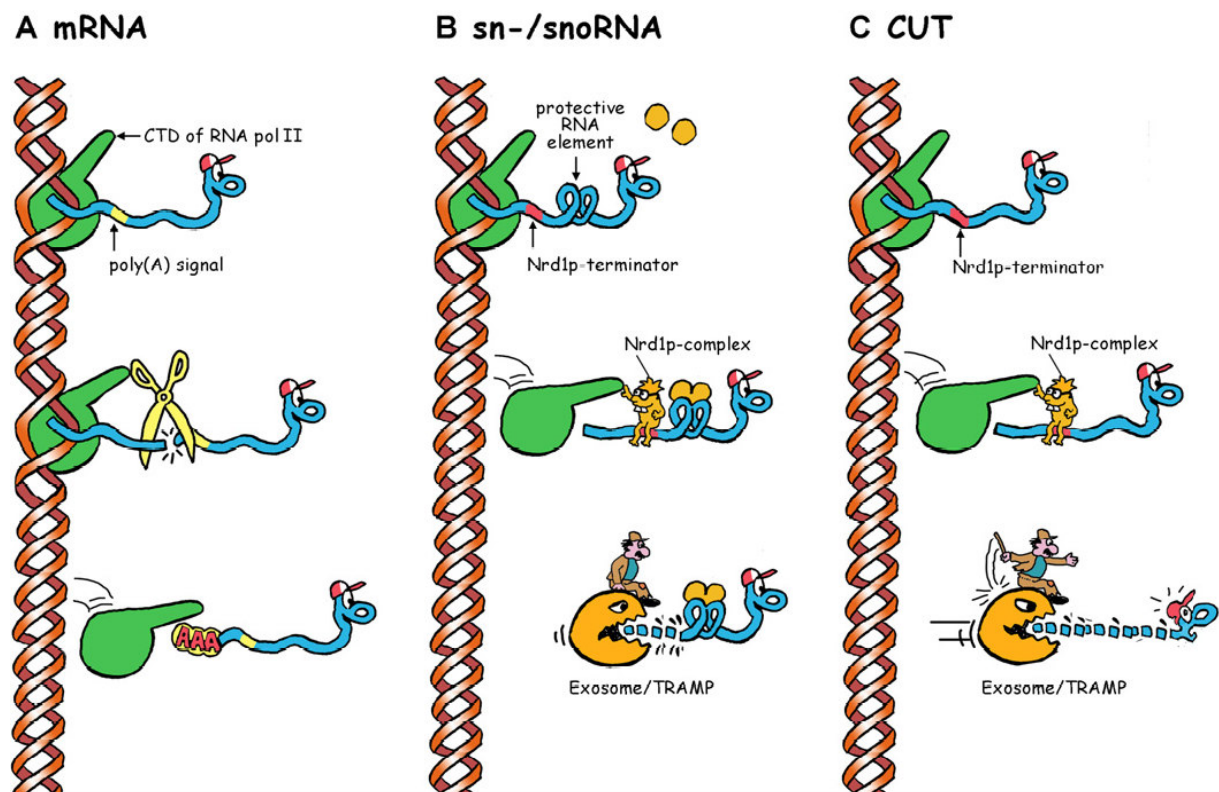 A mRNA
CTD of RNA pol II
poly(A) signal
AAA
B sn-/snoRNA
protective
RNA
element
Nrd1p-terminator
Nrd1p-complex
Exosome/TRAMP
C CUT
Nrd1p-terminator
Nrd1p-complex
Exosome/TRAMP